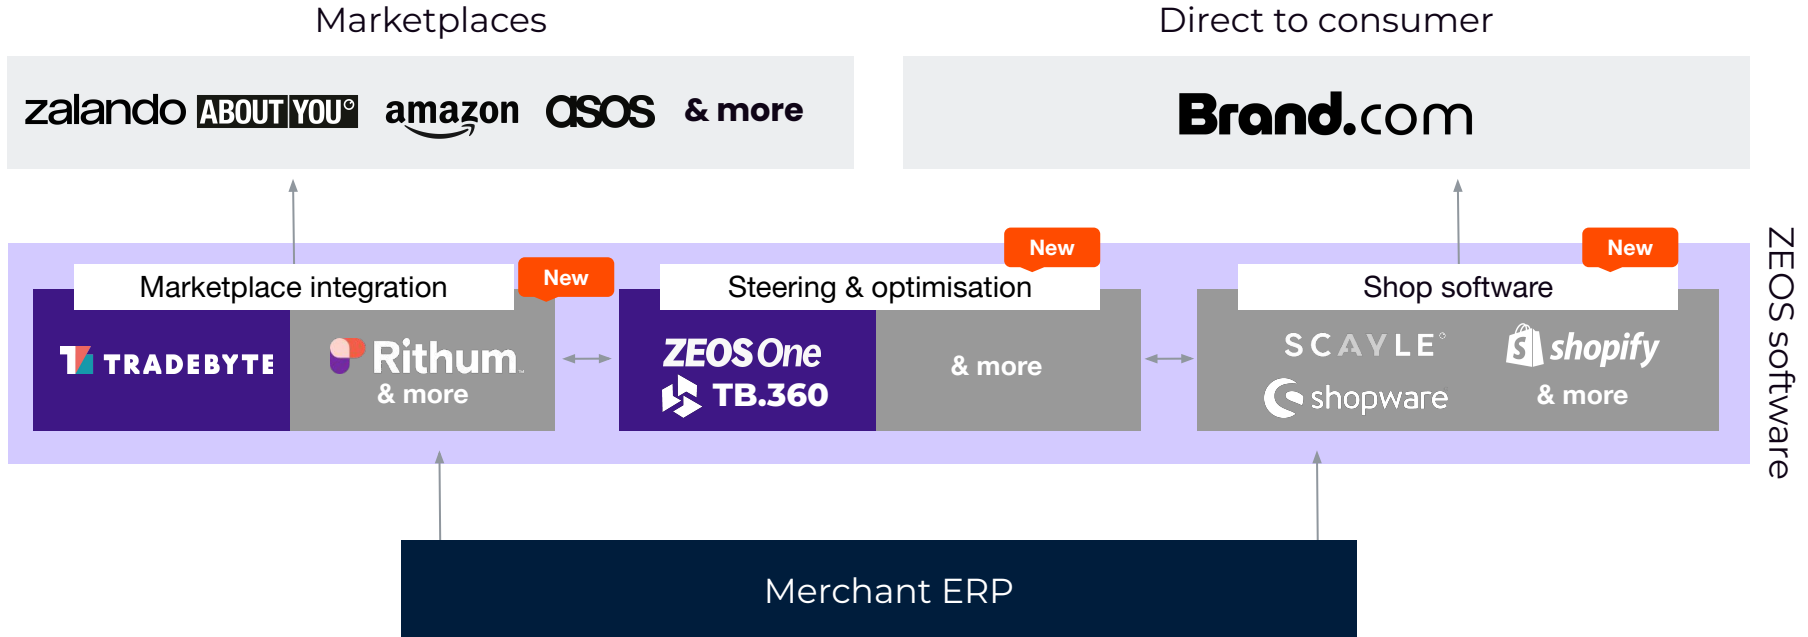 Marketplaces
Direct to consumer
zalando ABOUT YOU° amazon asos & more
Brand.com
New
New
New
Marketplace integration
Steering & optimisation
Shop software
TRADEBYTE
Rithum
& more
ZEOS One
TB.360
& more
SCAYLE
shopify
shopware
& more
ZEOS software
Merchant ERP